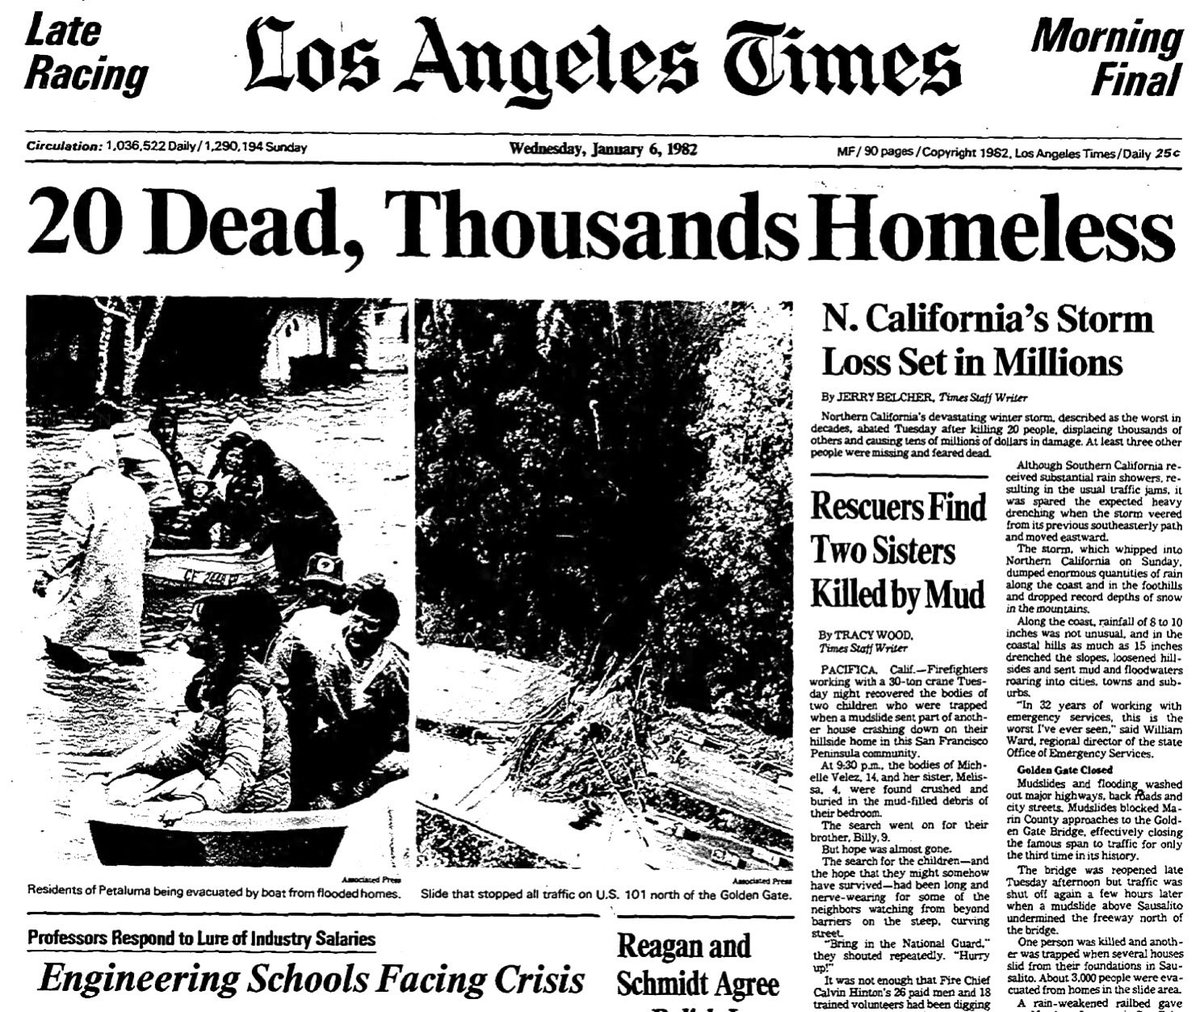 Late
Racing
Los Angeles Times
Morning
Final
Circulation: 1,036,522 Daily/1,290,194 Sunday
Wednesday, January 6, 1982
MF/90 pages/Copyright 1982, Los Angeles Times/Daily 25¢
20 Dead, Thousands Homeless
Associated Press
Residents of Petaluma being evacuated by boat from flooded homes.
Associated Press
Slide that stopped all traffic on U.S. 101 north of the Golden Gate.
N. California's Storm
Loss Set in Millions
By JERRY BELCHER, Times Staff Writer
Northern California's devastating winter storm, described as the worst in
decades, abated Tuesday after killing 20 people, displacing thousands of
others and causing tens of millions of dollars in damage. At least three other
people were missing and feared dead.
Rescuers Find
Two Sisters
Killed by Mud
By TRACY WOOD,
Times Staff Writer
PACIFICA, Calif.—Firefighters
working with a 30-ton crane Tues-
day night recovered the bodies of
two children who were trapped
when a mudslide sent part of anoth-
er house crashing down on their
hillside home in this San Francisco
Peninsula community.
At 9:30 p.m., the bodies of Mich-
elle Velez, 14, and her sister, Melis-
sa, 4, were found crushed and
buried in the mud-filled debris of
their bedroom.
The search went on for their
brother, Billy, 9.
But hope was almost gone.
The search for the children—and
the hope that they might somehow
have survived—had been long and
nerve-wearing for some of the
neighbors watching from beyond
barriers on the steep, curving
street.
"Bring in the National Guard,"
they shouted repeatedly. "Hurry
up!"
It was not enough that Fire Chief
Calvin Hinton's 26 paid men and 18
trained volunteers had been digging
Although Southern California re-
ceived substantial rain showers, re-
sulting in the usual traffic jams, it
was spared the expected heavy
drenching when the storm veered
from its previous southeasterly path
and moved eastward.
The storm, which whipped into
Northern California on Sunday,
dumped enormous quantities of rain
along the coast and in the foothills
and dropped record depths of snow
in the mountains.
Along the coast, rainfall of 8 to 10
inches was not unusual, and in the
coastal hills as much as 15 inches
drenched the slopes, loosened hill-
sides and sent mud and floodwaters
roaring into cities, towns and sub-
urbs.
"In 32 years of working with
emergency services, this is the
worst I've ever seen," said William
Ward, regional director of the state
Office of Emergency Services.
Golden Gate Closed
Mudslides and flooding washed
out major highways, back roads and
city streets. Mudslides blocked Ma-
rin County approaches to the Gold-
en Gate Bridge, effectively closing
the famous span to traffic for only
the third time in its history.
The bridge was reopened late
Tuesday afternoon but traffic was
shut off again a few hours later
when a mudslide above Sausalito
undermined the freeway north of
the bridge.
One person was killed and anoth-
er was trapped when several houses
slid from their foundations in Sau-
salito. About 3,000 people were eva-
cuated from homes in the slide area.
A rain-weakened railbed gave
Professors Respond to Lure of Industry Salaries
Engineering Schools Facing Crisis
Reagan and
Schmidt Agree